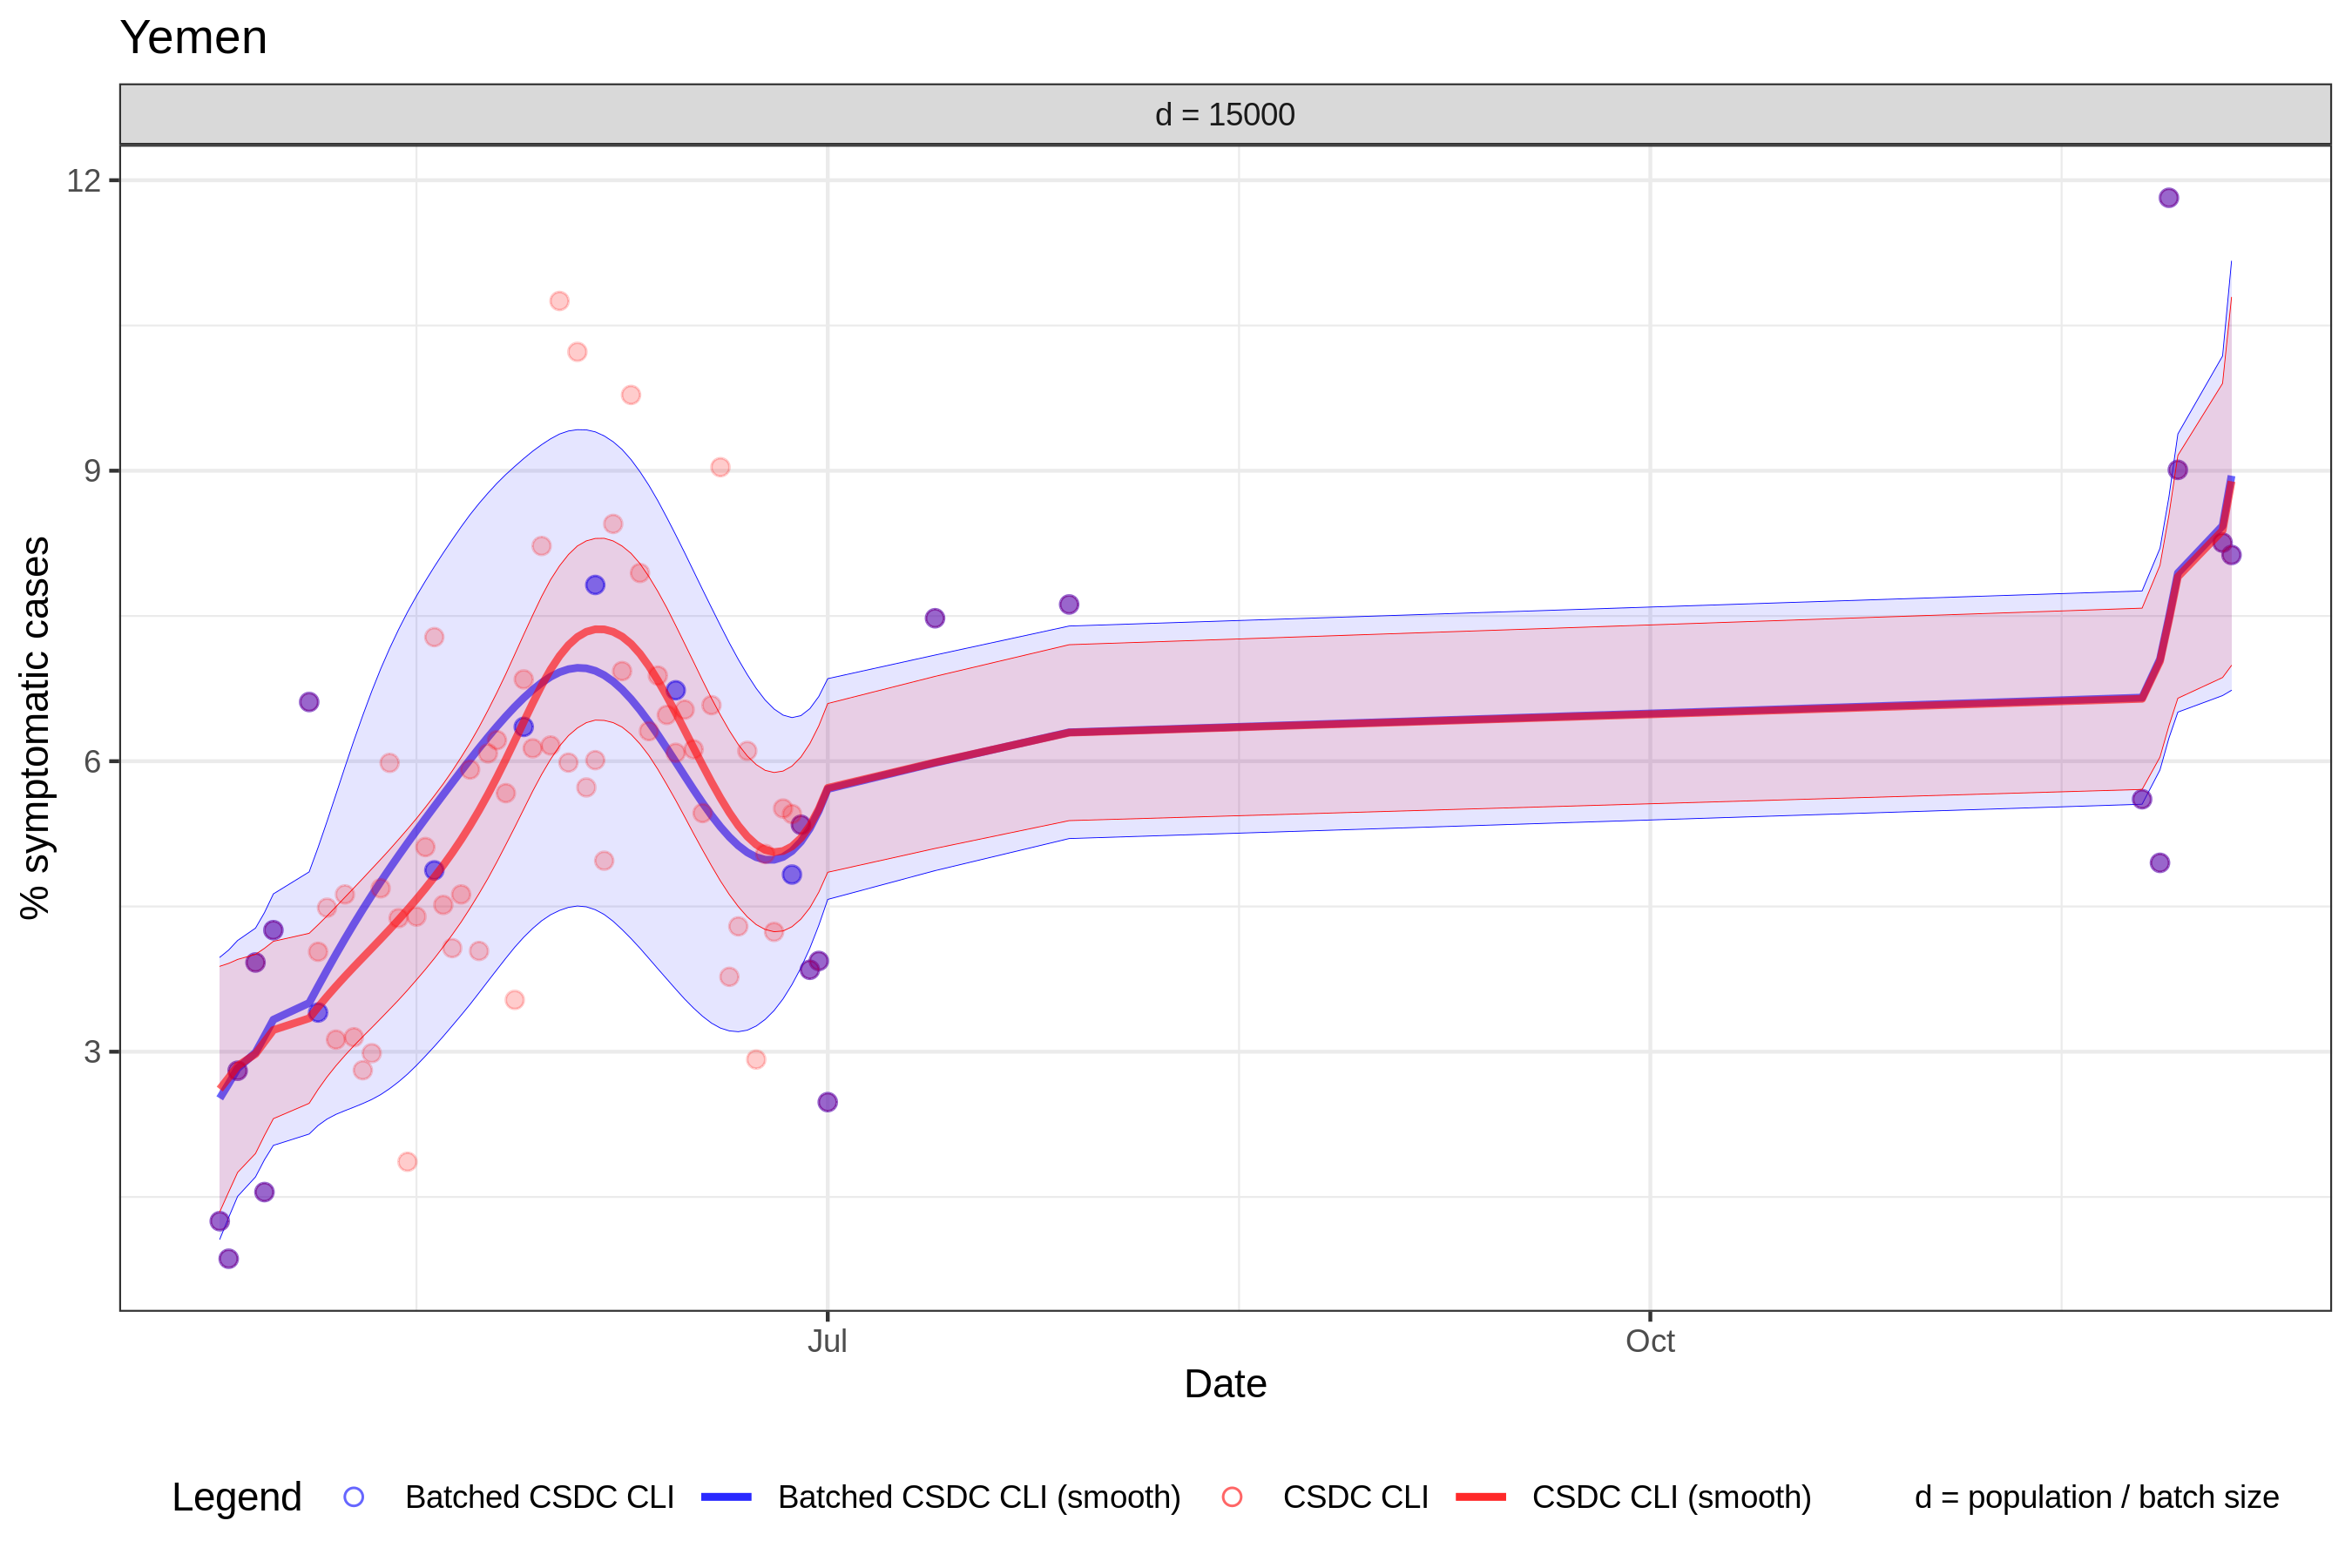 Yemen
d = 15000
12
9
6
3
% symptomatic cases
Jul
Oct
Date
Legend Batched CSDC CLI Batched CSDC CLI (smooth) CSDC CLI CSDC CLI (smooth) d = population / batch size